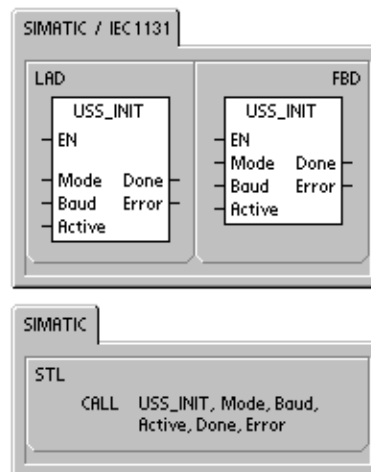 SIMATIC / IEC1131
LAD
FBD
USS_INIT
EN
Mode Done
Baud Error
Active
USS_INIT
EN
Mode Done
Baud Error
Active
SIMATIC
STL
CALL USS_INIT, Mode, Baud,
Active, Done, Error